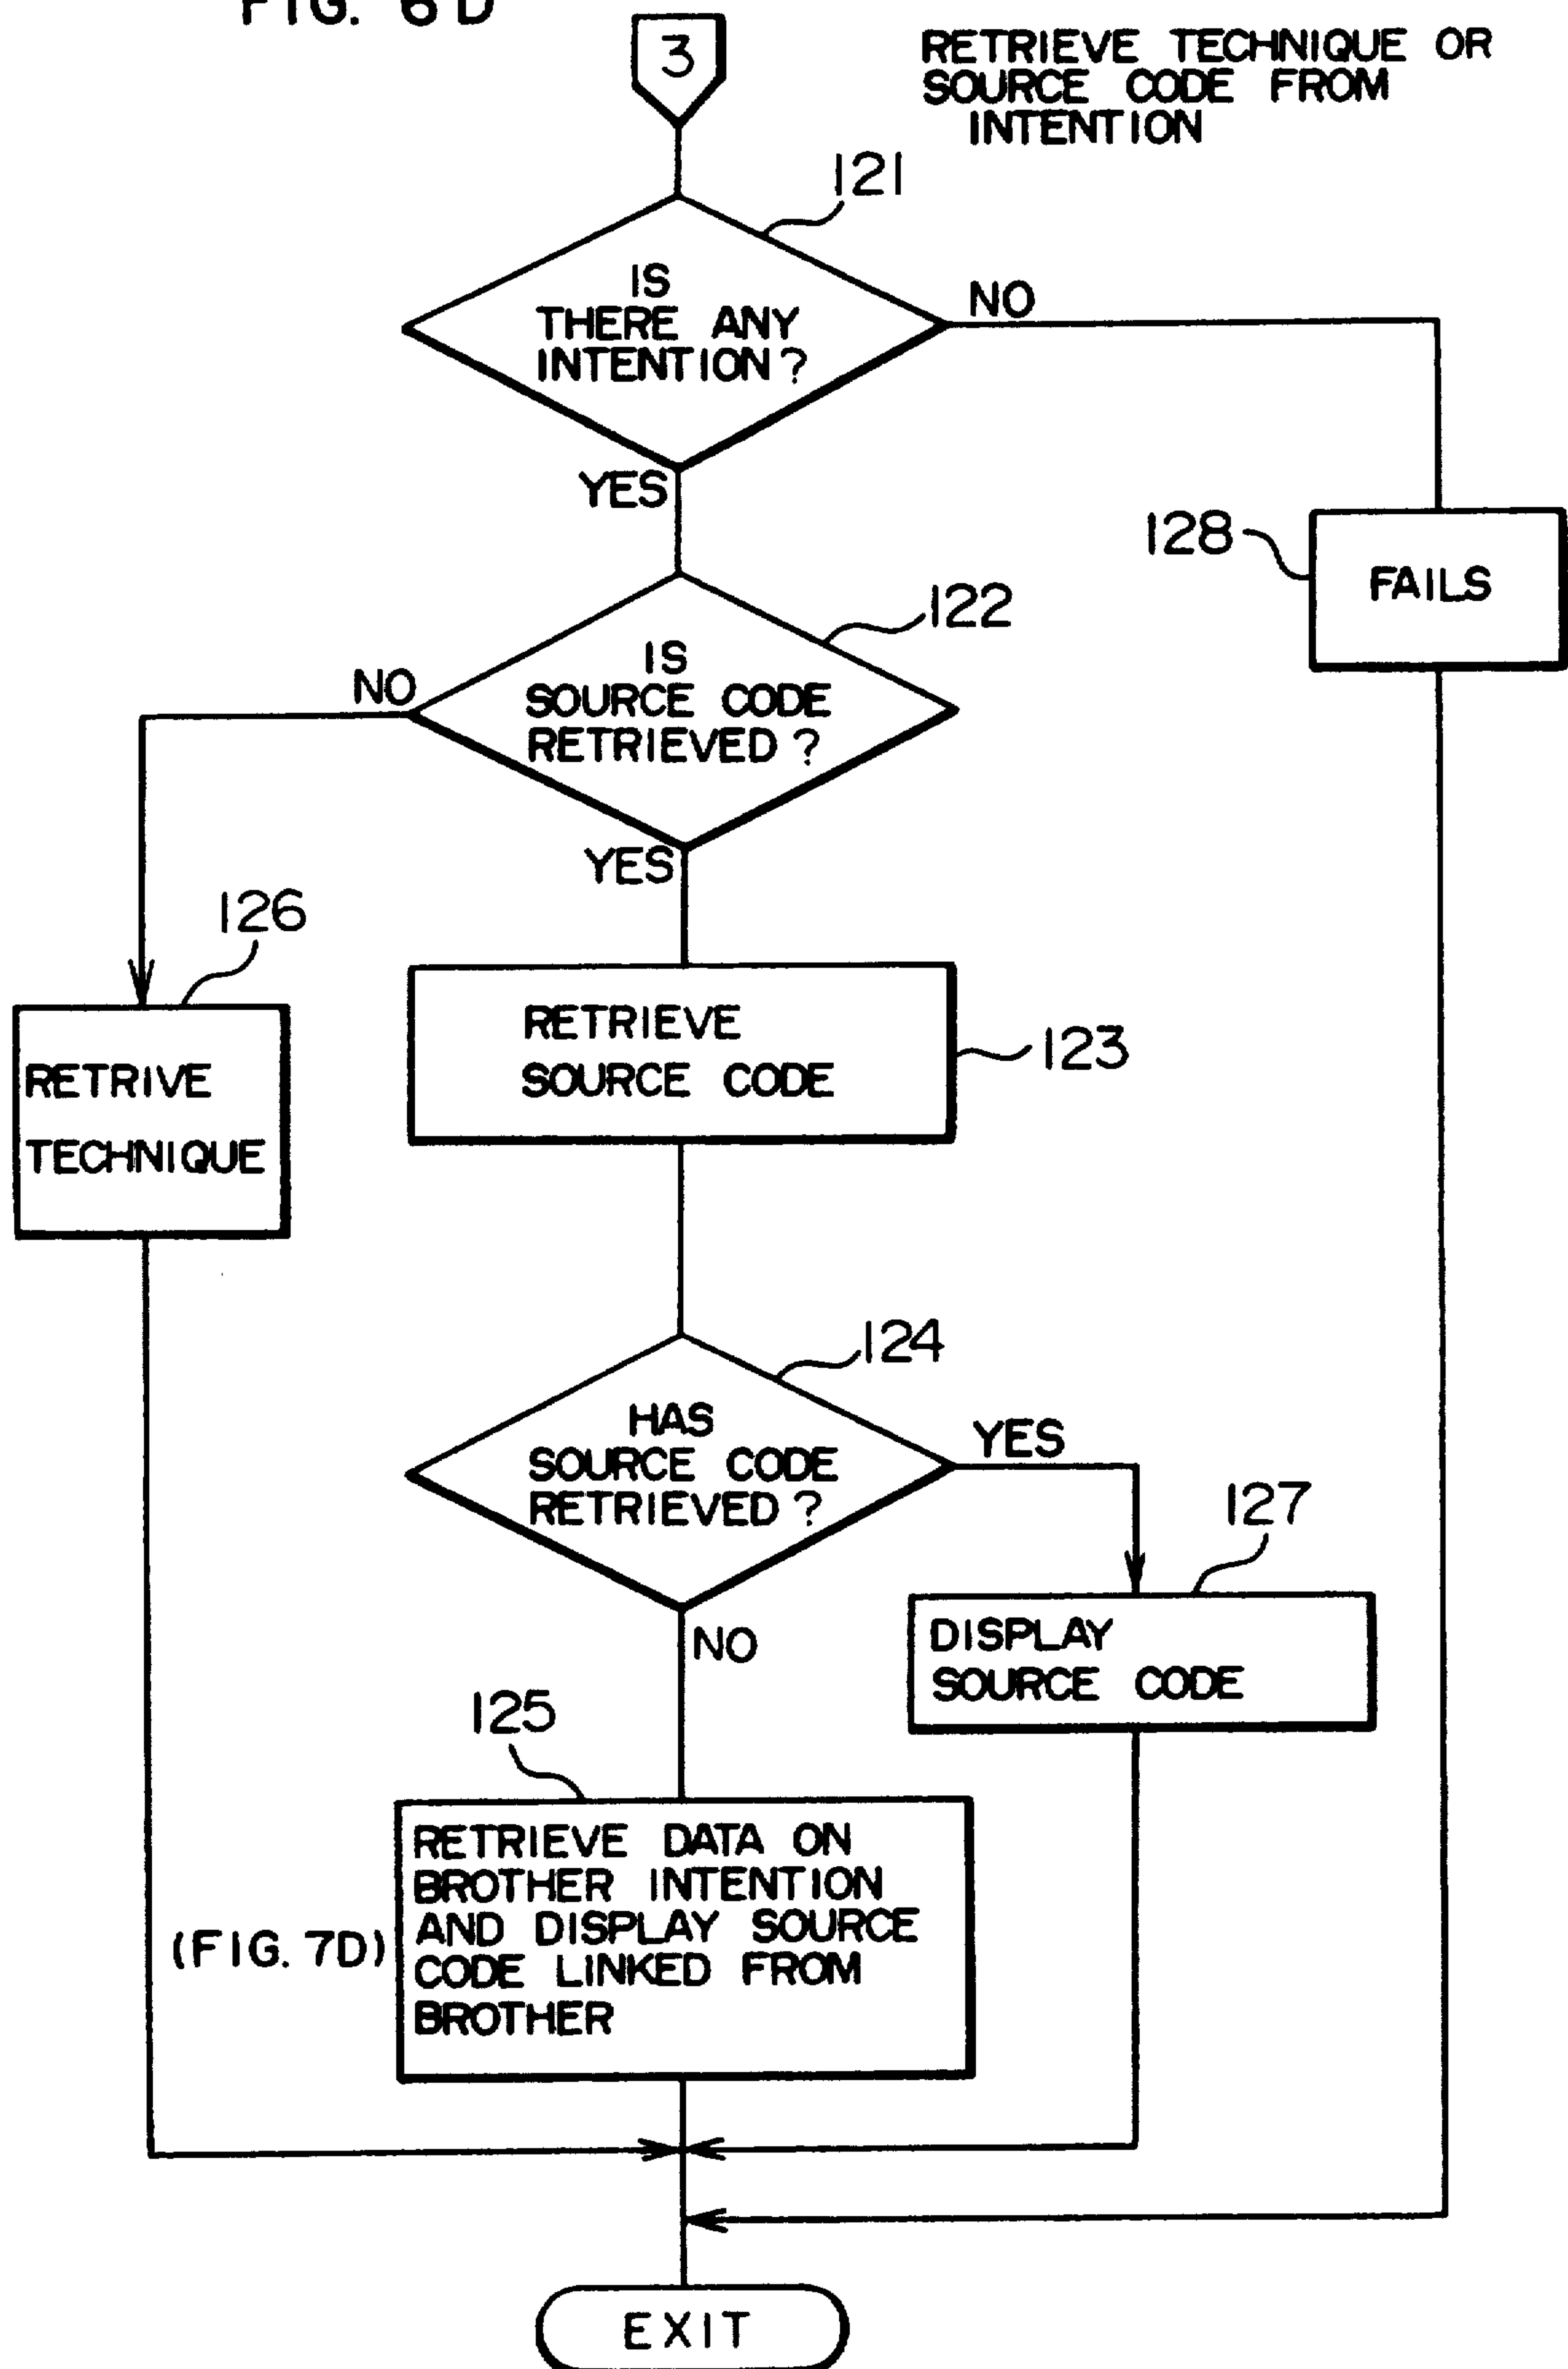 FIG. 6D
3
RETRIEVE TECHNIQUE OR
SOURCE CODE FROM
INTENTION
121
IS
THERE ANY
INTENTION?
NO
YES
128
FAILS
122
IS
SOURCE CODE
RETRIEVED?
NO
YES
126
RETRIVE
TECHNIQUE
RETRIEVE
SOURCE CODE
123
124
HAS
SOURCE CODE
RETRIEVED?
YES
127
NO
DISPLAY
SOURCE CODE
125
RETRIEVE DATA ON
BROTHER INTENTION
AND DISPLAY SOURCE
CODE LINKED FROM
BROTHER
(FIG. 7D)
EXIT